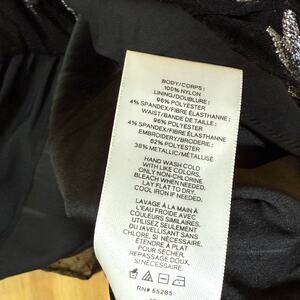 BODY/CORPS:
100% NYLON
LINING/DOUBLURE:
96% POLYESTER
4% SPANDEX/FIBRE ÉLASTHANNE
WAIST/BANDE DE TAILLE:
96% POLYESTER
4% SPANDEX/FIBRE ÉLASTHANNE
EMBROIDERY/BRODERIE:
62% POLYESTER
38% METALLIC/MÉTALLISÉ
HAND WASH COLD
WITH LIKE COLORS.
ONLY NON-CHLORINE
BLEACH WHEN NEEDED.
LAY FLAT TO DRY.
COOL IRON IF NEEDED.
LAVAGE À LA MAIN À
L'EAU FROIDE AVEC
COULEURS SIMILAIRES.
UTILISEZ SEULEMENT
DU JAVELLISANT SANS
CHLORE, SI NÉCESSAIRE.
ÉTENDRE À PLAT
POUR SÉCHER.
REPASSAGE DOUX,
SI NÉCESSAIRE.
RN# 55285